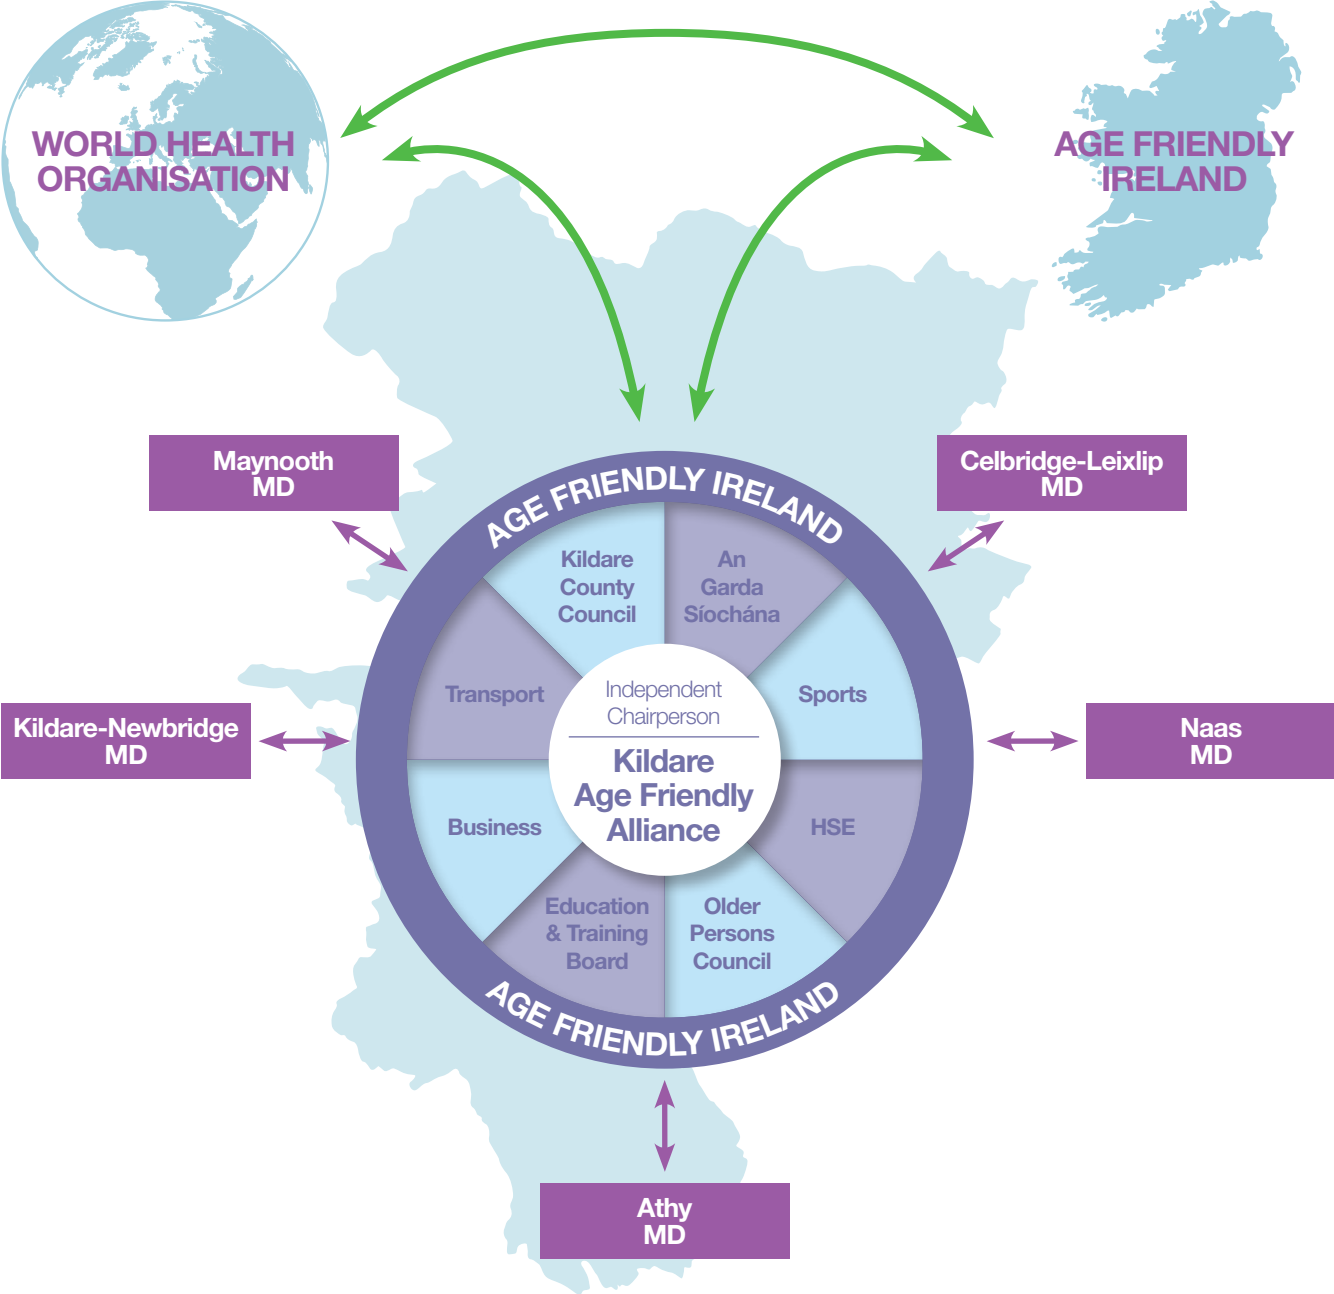 WORLD HEALTH
ORGANISATION
AGE FRIENDLY
IRELAND
Maynooth
MD
Celbridge-Leixlip
MD
AGE FRIENDLY IRELAND
Kildare
County
Council
An
Garda
Síochána
Transport
Sports
Independent
Chairperson
Kildare
Age Friendly
Alliance
Kildare-Newbridge
MD
Naas
MD
Business
HSE
Education
& Training
Board
Older
Persons
Council
AGE FRIENDLY IRELAND
Athy
MD